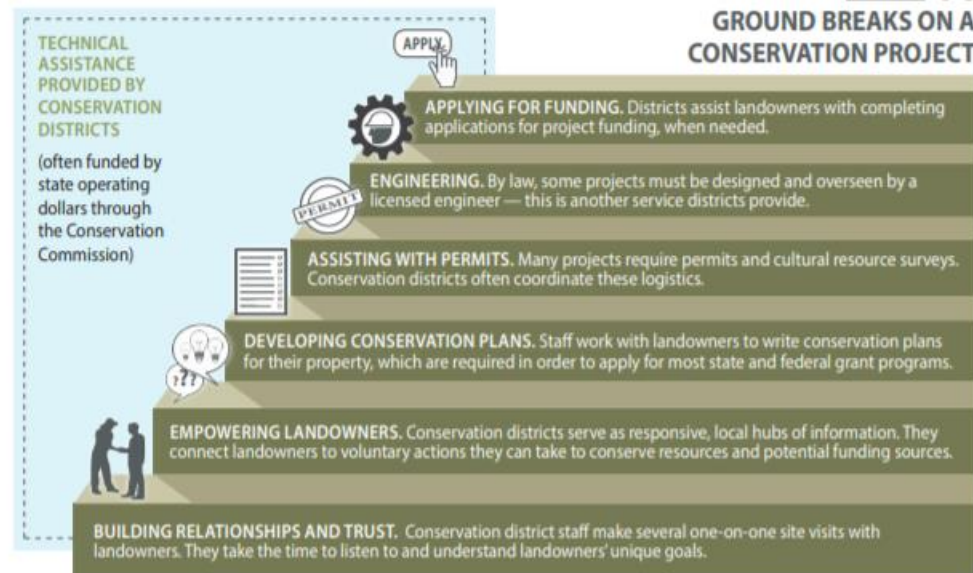 GROUND BREAKS ON A
CONSERVATION PROJECT
TECHNICAL
ASSISTANCE
PROVIDED BY
CONSERVATION
DISTRICTS
(often funded by
state operating
dollars through
the Conservation
Commission)
APPLY
APPLYING FOR FUNDING. Districts assist landowners with completing
applications for project funding, when needed.
ENGINEERING. By law, some projects must be designed and overseen by a
licensed engineer — this is another service districts provide.
PERMIT
ASSISTING WITH PERMITS. Many projects require permits and cultural resource surveys.
Conservation districts often coordinate these logistics.
DEVELOPING CONSERVATION PLANS. Staff work with landowners to write conservation plans
for their property, which are required in order to apply for most state and federal grant programs.
???
EMPOWERING LANDOWNERS. Conservation districts serve as responsive, local hubs of information. They
connect landowners to voluntary actions they can take to conserve resources and potential funding sources.
BUILDING RELATIONSHIPS AND TRUST. Conservation district staff make several one-on-one site visits with
landowners. They take the time to listen to and understand landowners' unique goals.